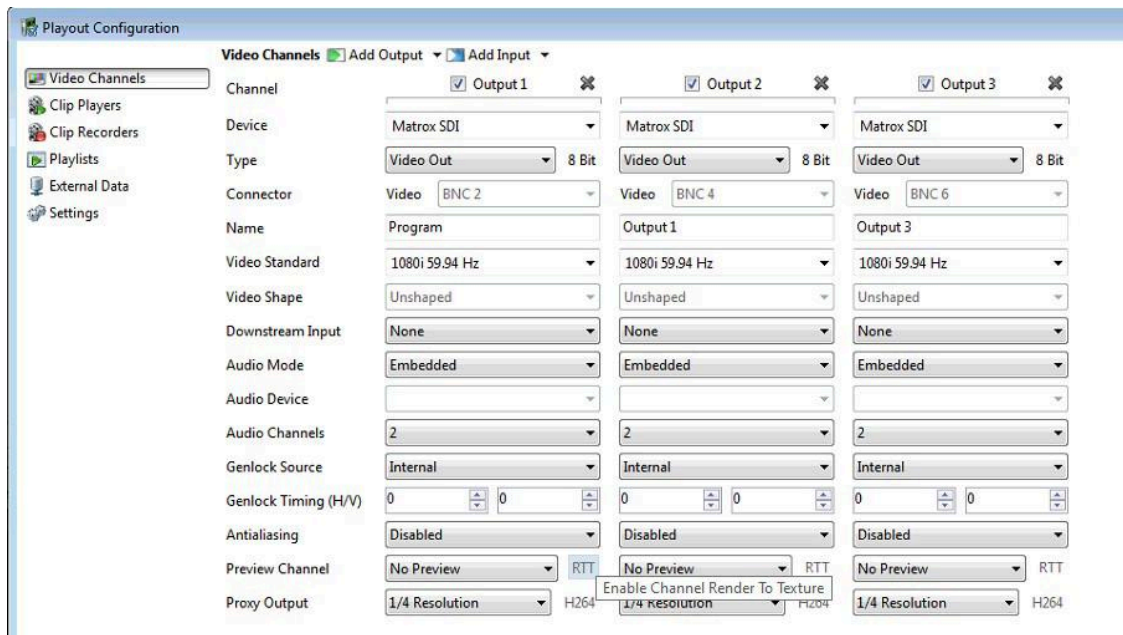 Playout Configuration
Video Channels Add Output Add Input
Video Channels
Clip Players
Clip Recorders
Playlists
External Data
Settings
Channel Output 1 Output 2 Output 3
Device Matrox SDI Matrox SDI Matrox SDI
Type Video Out 8 Bit Video Out 8 Bit Video Out 8 Bit
Connector Video BNC 2 Video BNC 4 Video BNC 6
Name Program Output 1 Output 3
Video Standard 1080i 59.94 Hz 1080i 59.94 Hz 1080i 59.94 Hz
Video Shape Unshaped Unshaped Unshaped
Downstream Input None None None
Audio Mode Embedded Embedded Embedded
Audio Device
Audio Channels 2 2 2
Genlock Source Internal Internal Internal
Genlock Timing (H/V) 0 0 0 0 0 0
Antialiasing Disabled Disabled Disabled
Preview Channel No Preview RTT No Preview RTT No Preview RTT
Enable Channel Render To Texture
Proxy Output 1/4 Resolution H264 1/4 Resolution H264 1/4 Resolution H264